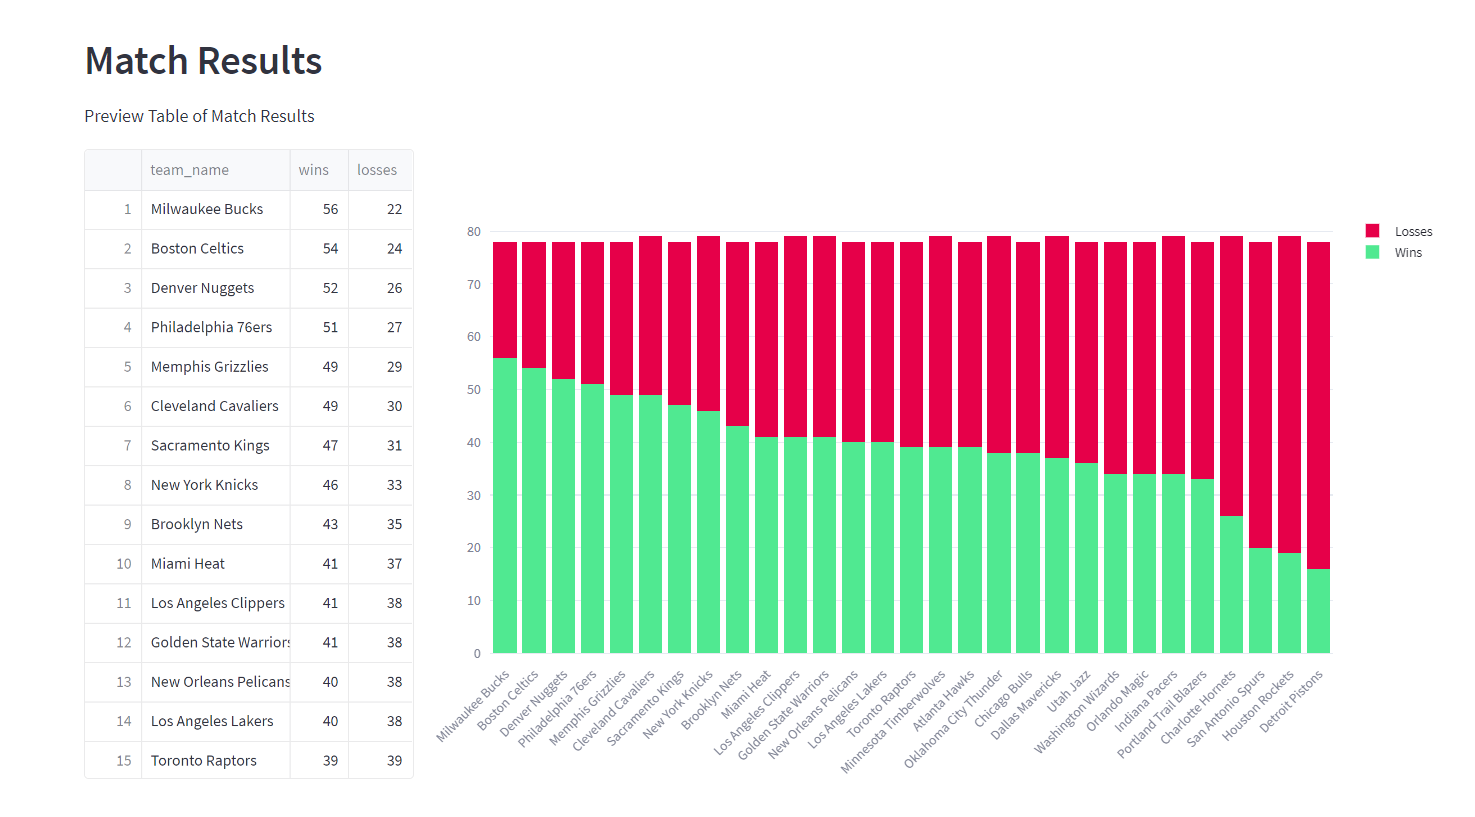 Match Results
Preview Table of Match Results
team_name wins losses
1 Milwaukee Bucks 56 22
2 Boston Celtics 54 24
3 Denver Nuggets 52 26
4 Philadelphia 76ers 51 27
5 Memphis Grizzlies 49 29
6 Cleveland Cavaliers 49 30
7 Sacramento Kings 47 31
8 New York Knicks 46 33
9 Brooklyn Nets 43 35
10 Miami Heat 41 37
11 Los Angeles Clippers 41 38
12 Golden State Warriors 41 38
13 New Orleans Pelicans 40 38
14 Los Angeles Lakers 40 38
15 Toronto Raptors 39 39
80
70
60
50
40
30
20
10
0
Milwaukee Bucks
Boston Celtics
Denver Nuggets
Philadelphia 76ers
Memphis Grizzlies
Cleveland Cavaliers
Sacramento Kings
New York Knicks
Brooklyn Nets
Miami Heat
Los Angeles Clippers
Golden State Warriors
New Orleans Pelicans
Los Angeles Lakers
Toronto Raptors
Minnesota Timberwolves
Atlanta Hawks
Oklahoma City Thunder
Chicago Bulls
Dallas Mavericks
Utah Jazz
Washington Wizards
Orlando Magic
Indiana Pacers
Portland Trail Blazers
Charlotte Hornets
San Antonio Spurs
Houston Rockets
Detroit Pistons
Losses
Wins